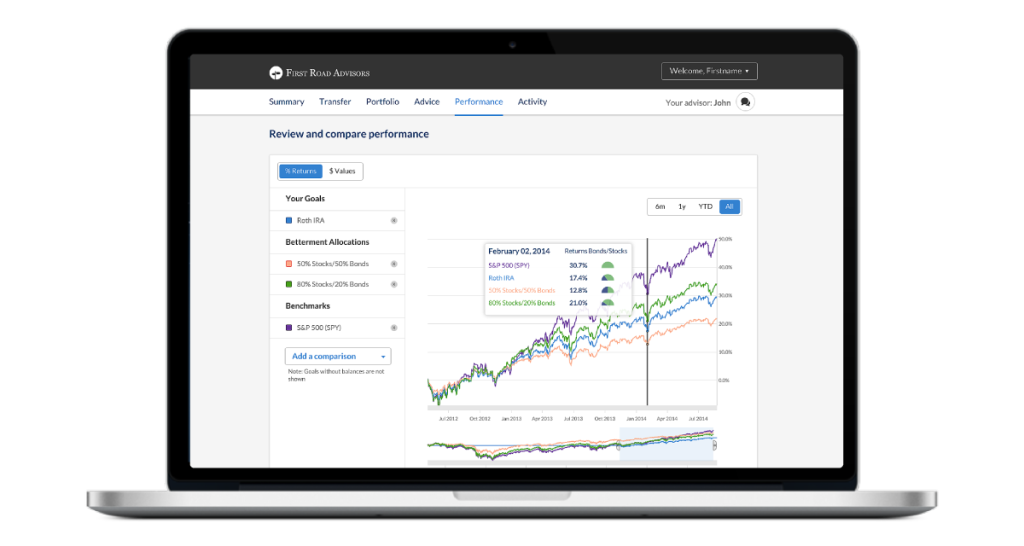 FIRST ROAD ADVISORS
Welcome, Firstname
Summary Transfer Portfolio Advice Performance Activity
Your advisor: John
Review and compare performance
% Returns $ Values
Your Goals
Roth IRA
Betterment Allocations
50% Stocks/50% Bonds
80% Stocks/20% Bonds
Benchmarks
S&P 500 (SPY)
Add a comparison
Note: Goals without balances are not
shown
6m 1y YTD All
February 02, 2014 Returns Bonds/Stocks
S&P 500 (SPY) 30.7%
Roth IRA 17.4%
50% Stocks/50% Bonds 12.8%
80% Stocks/20% Bonds 21.0%
50.0%
40.0%
30.0%
20.0%
10.0%
0.0%
Jul 2012 Oct 2012 Jan 2013 Apr 2013 Jul 2013 Oct 2013 Jan 2014 Apr 2014 Jul 2014